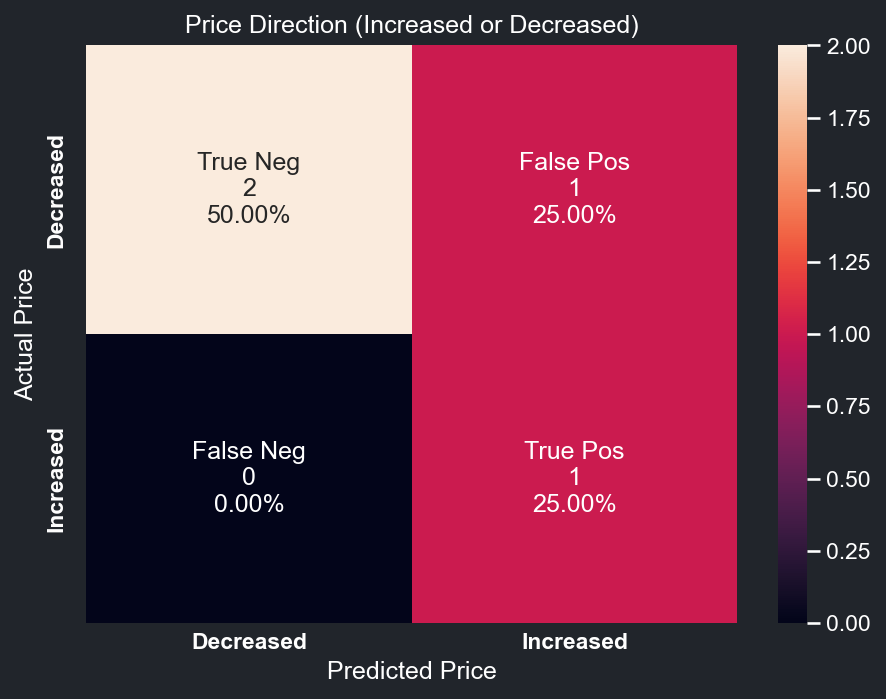 Price Direction (Increased or Decreased)
Actual Price
Decreased
Increased
True Neg
2
50.00%
False Pos
1
25.00%
False Neg
0
0.00%
True Pos
1
25.00%
Decreased
Increased
Predicted Price
2.00
1.75
1.50
1.25
1.00
0.75
0.50
0.25
0.00